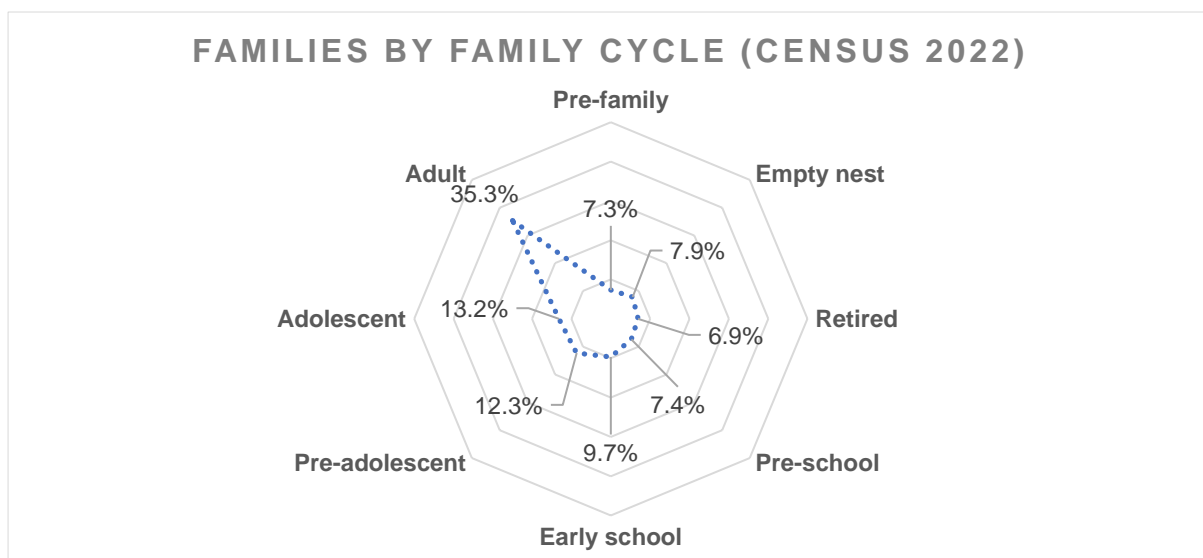 FAMILIES BY FAMILY CYCLE (CENSUS 2022)
Pre-family
Adult
Empty nest
35.3%
7.3%
7.9%
Adolescent
13.2%
Retired
6.9%
12.3%
7.4%
9.7%
Pre-adolescent
Pre-school
Early school